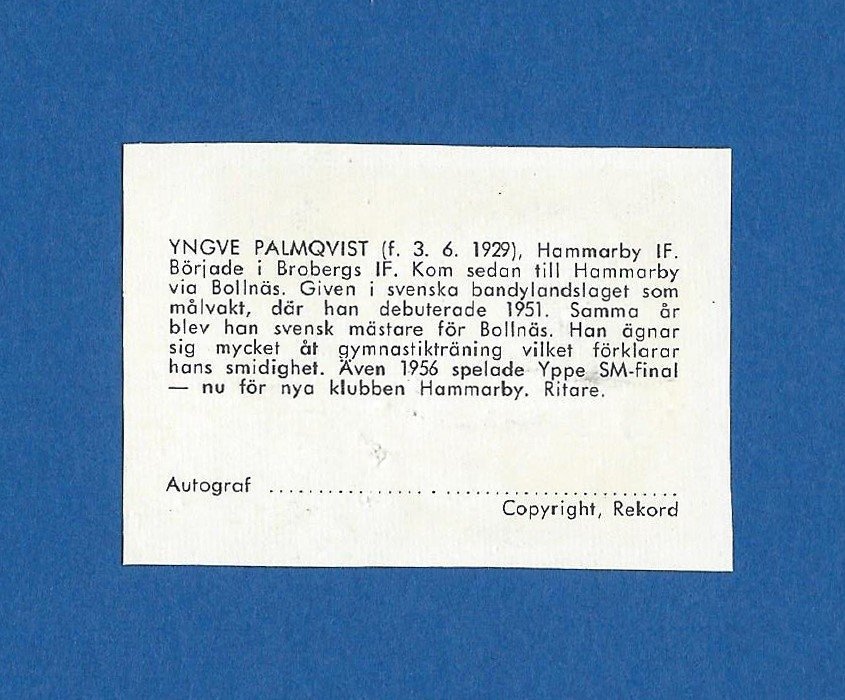 YNGVE PALMQVIST (f. 3. 6. 1929), Hammarby IF.
Började i Brobergs IF. Kom sedan till Hammarby
via Bollnäs. Given i svenska bandylandslaget som
målvakt, där han debuterade 1951. Samma år
blev han svensk mästare för Bollnäs. Han ägnar
sig mycket åt gymnastikträning vilket förklarar
hans smidighet. Även 1956 spelade Yppe SM-final
— nu för nya klubben Hammarby. Ritare.
Autograf ..........................................
Copyright, Rekord